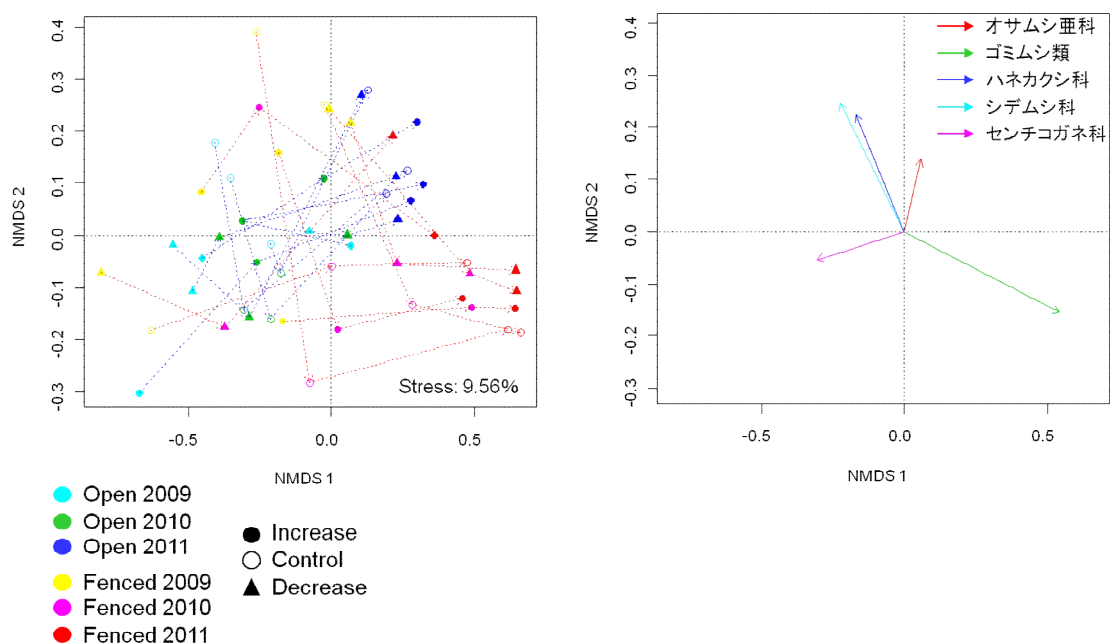 0.4
0.3
0.2
0.1
0.0
-0.1
-0.2
-0.3
NMDS 2
-0.5
0.0
0.5
NMDS 1
Stress: 9.56%
Open 2009
Open 2010
Open 2011
Fenced 2009
Fenced 2010
Fenced 2011
Increase
Control
Decrease
0.4
0.3
0.2
0.1
0.0
-0.1
-0.2
-0.3
NMDS 2
-0.5
0.0
0.5
NMDS 1
オサムシ亜科
ゴミムシ類
ハネカクシ科
シデムシ科
センチコガネ科